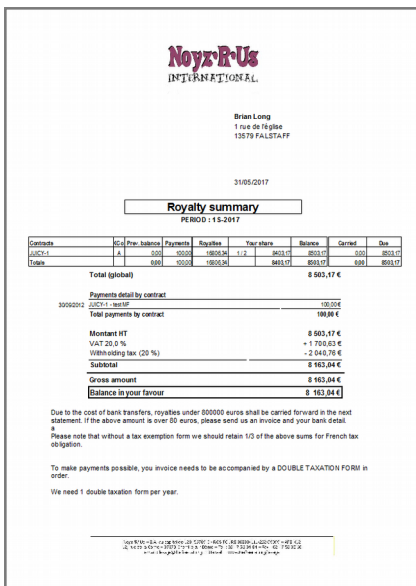 Noyz'R'Us
INTERNATIONAL
Brian Long
1 rue de l'église
13579 FALSTAFF
31/05/2017
Royalty summary
PERIOD : 1S-2017
Contracts Prev. balance Payments Royalties Your share Balance Carried Due
JUICY-1 A 0,00 100,00 16806,34 1 / 2 8403,17 8503,17 0,00 8503,17
Totals 0,00 100,00 16806,34 8403,17 8503,17 0,00 8503,17
Total (global) 8 503,17 €
Payments detail by contract
30/09/2012 JUICY-1 - test MF 100,00 €
Total payments by contract 100,00 €
Montant HT 8 503,17 €
VAT 20,0 % + 1 700,63 €
Withholding tax (20 %) - 2 040,76 €
Subtotal 8 163,04 €
Gross amount 8 163,04 €
Balance in your favour 8 163,04 €
Due to the cost of bank transfers, royalties under 800000 euros shall be carried forward in the next
statement. If the above amount is over 80 euros, please send us an invoice and your bank detail.
a
Please note that without a tax exemption form we should retain 1/3 of the above sums for French tax
obligation.
To make payments possible, you invoice needs to be accompanied by a DOUBLE TAXATION FORM in
order.
We need 1 double taxation form per year.